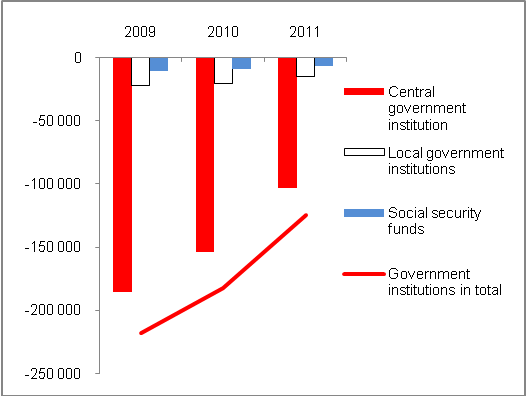 2009 2010 2011
0
-50 000
-100 000
-150 000
-200 000
-250 000
Central
government
institution
Local government
institutions
Social security
funds
Government
institutions in total